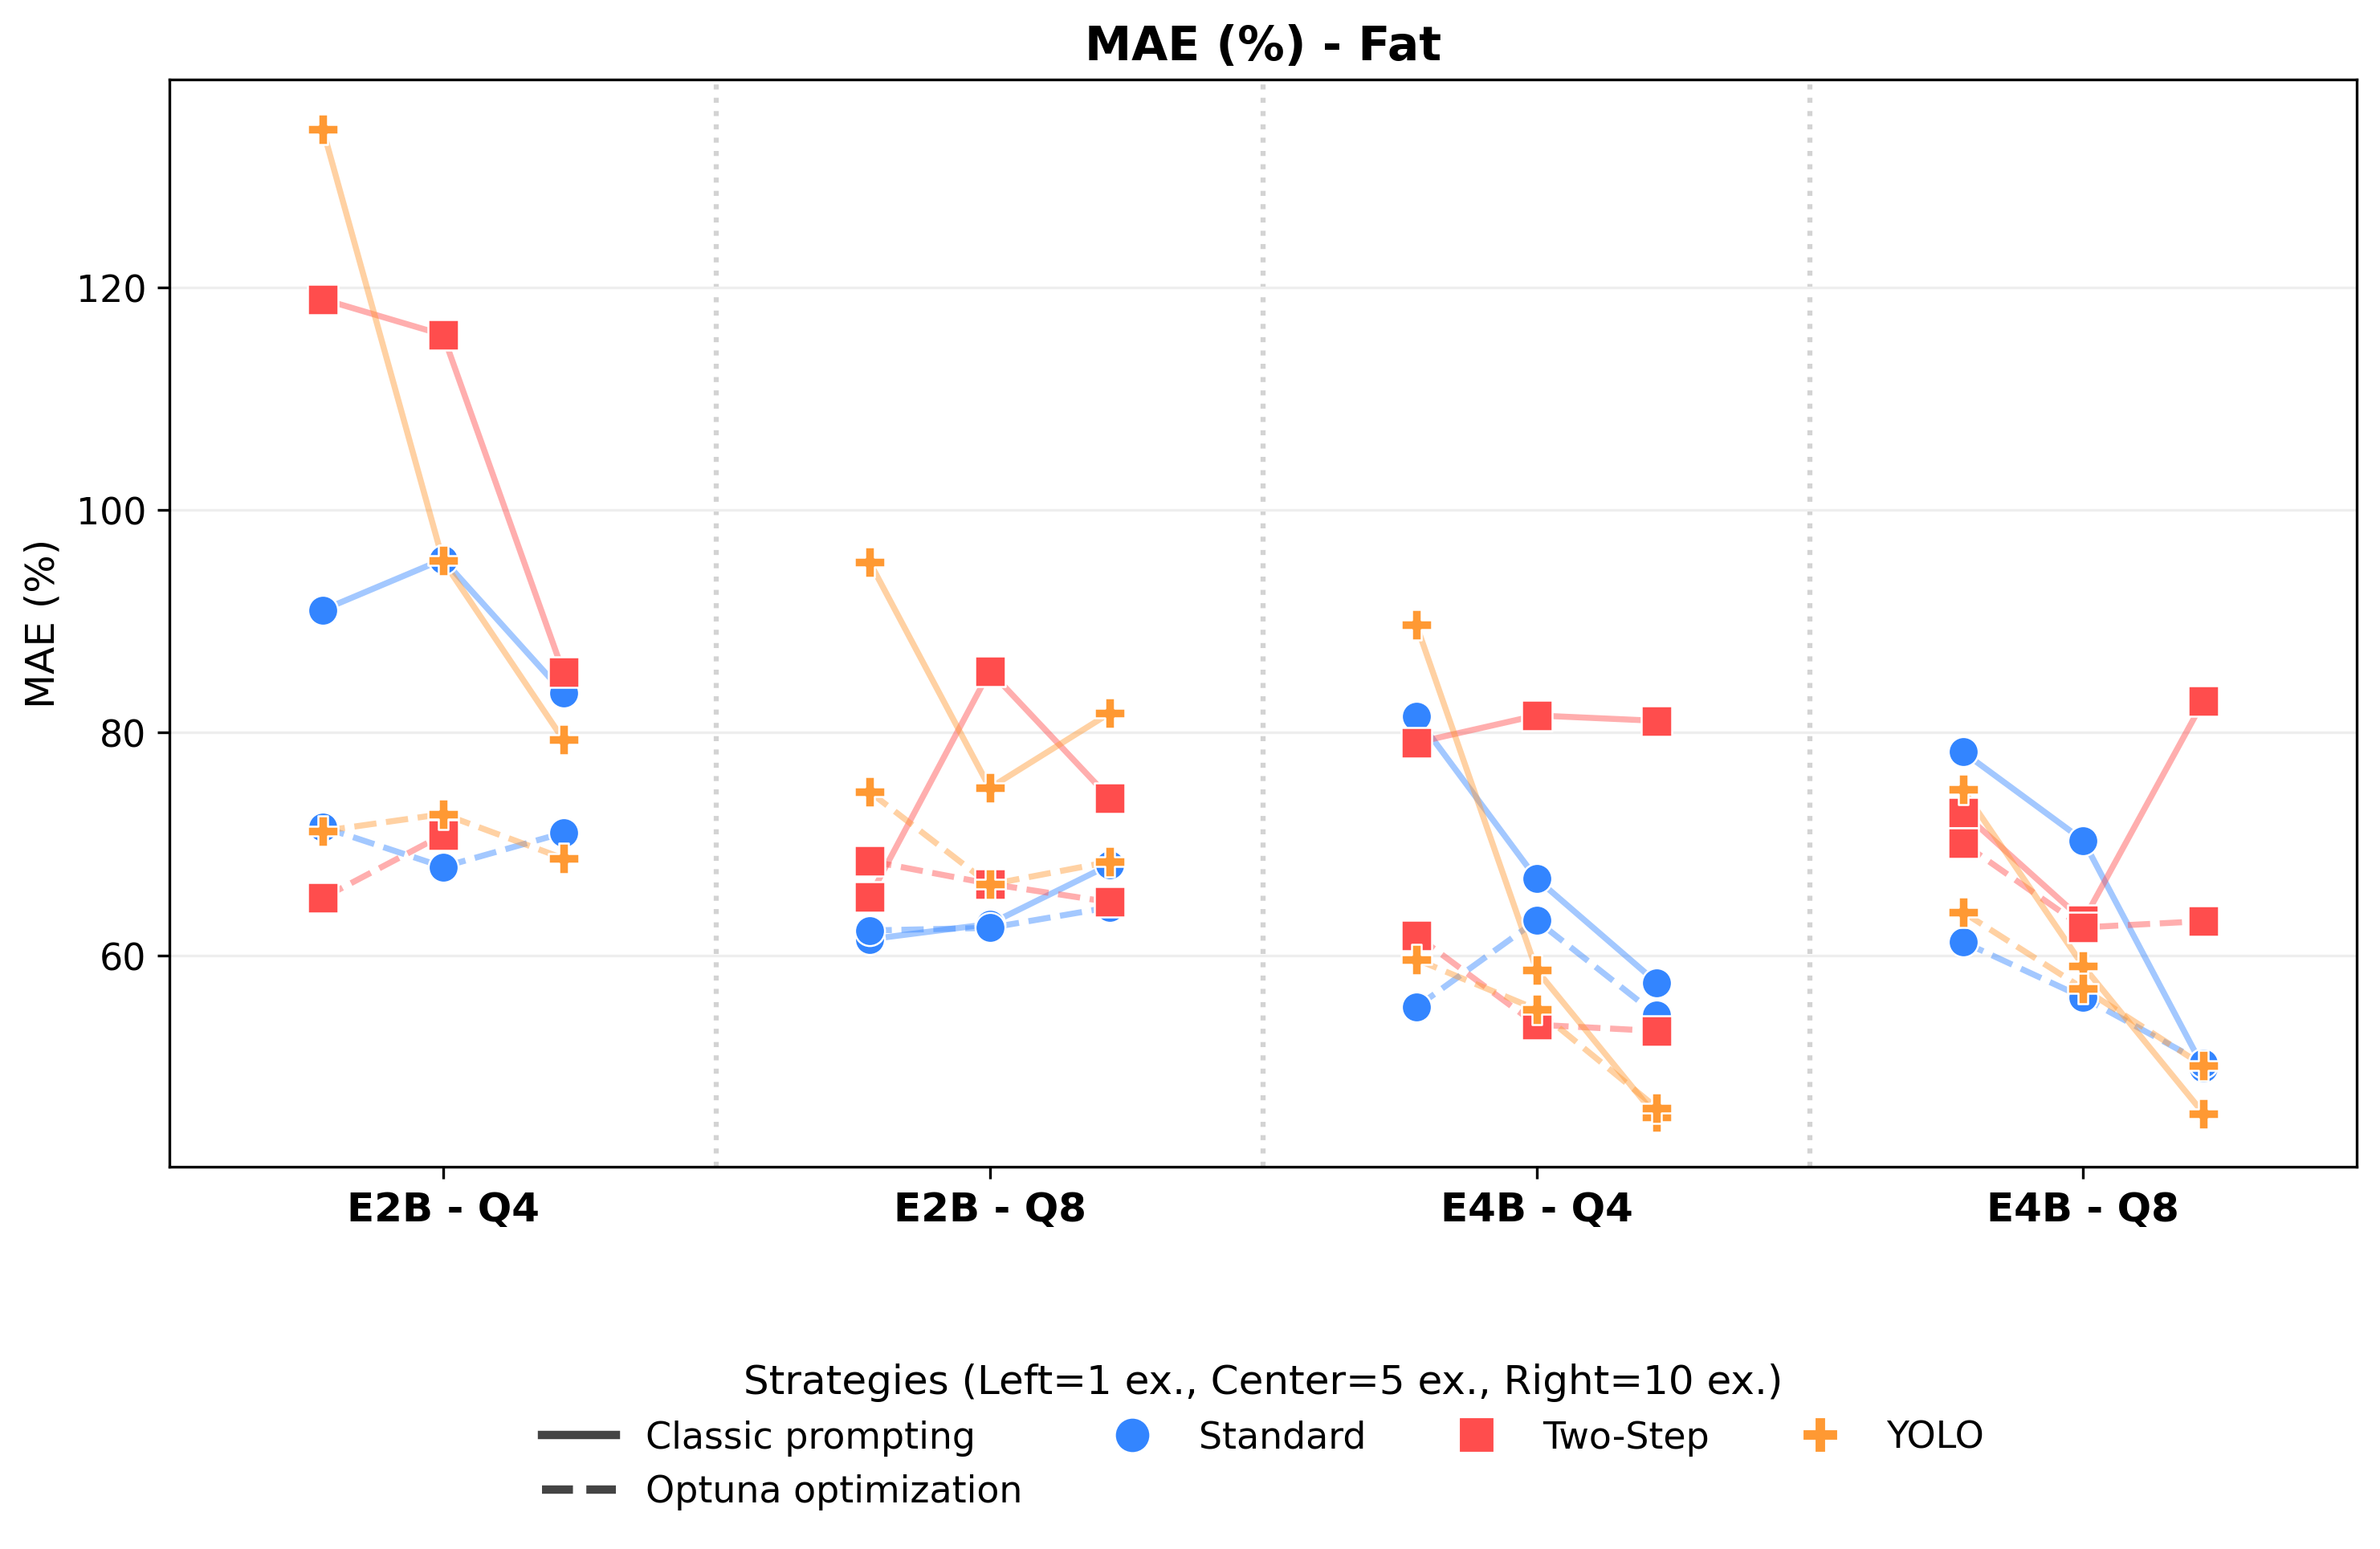 MAE (%) - Fat
MAE (%)
120
100
80
60
E2B - Q4
E2B - Q8
E4B - Q4
E4B - Q8
Strategies (Left=1 ex., Center=5 ex., Right=10 ex.)
Classic prompting
Optuna optimization
Standard
Two-Step
YOLO